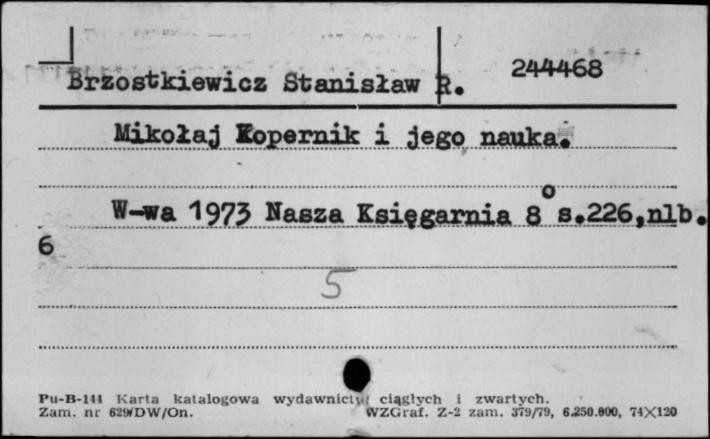 Brzostkiewicz Stanisław R. 244468
Mikołaj Kopernik i jego nauka.
W-wa 1973 Nasza Księgarnia 8° s.226,nlb.
6
5
Pu-B-144 Karta katalogowa wydawnictw ciągłych i zwartych.
Zam. nr 629/DW/On. WZGraf. Z-2 zam. 379/79, 6.250.000, 74X120